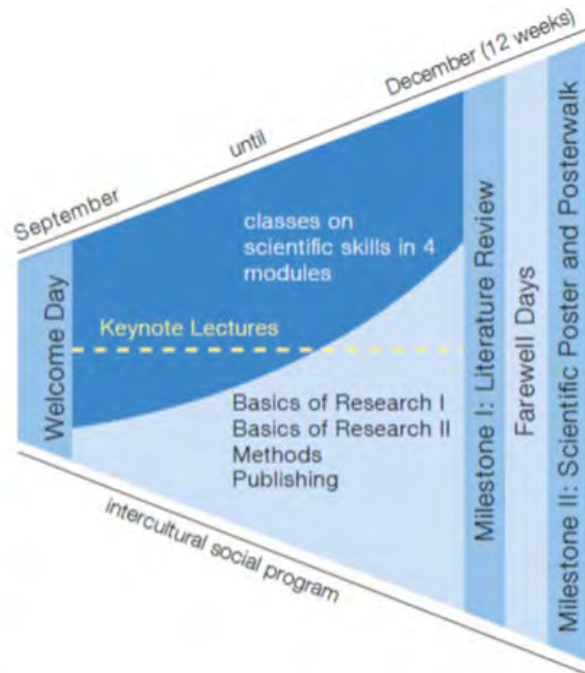 September
until
December (12 weeks)
Welcome Day
classes on
scientific skills in 4
modules
Keynote Lectures
Basics of Research I
Basics of Research II
Methods
Publishing
intercultural social program
Milestone I: Literature Review
Farewell Days
Milestone II: Scientific Poster and Posterwalk